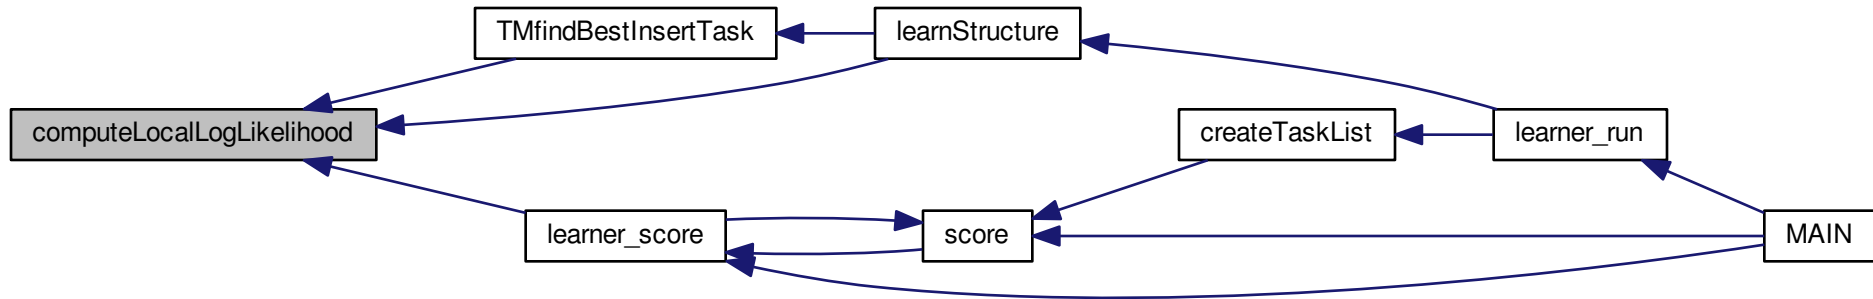 TMfindBestInsertTask
learnStructure
computeLocalLogLikelihood
createTaskList
learner_run
learner_score
score
MAIN